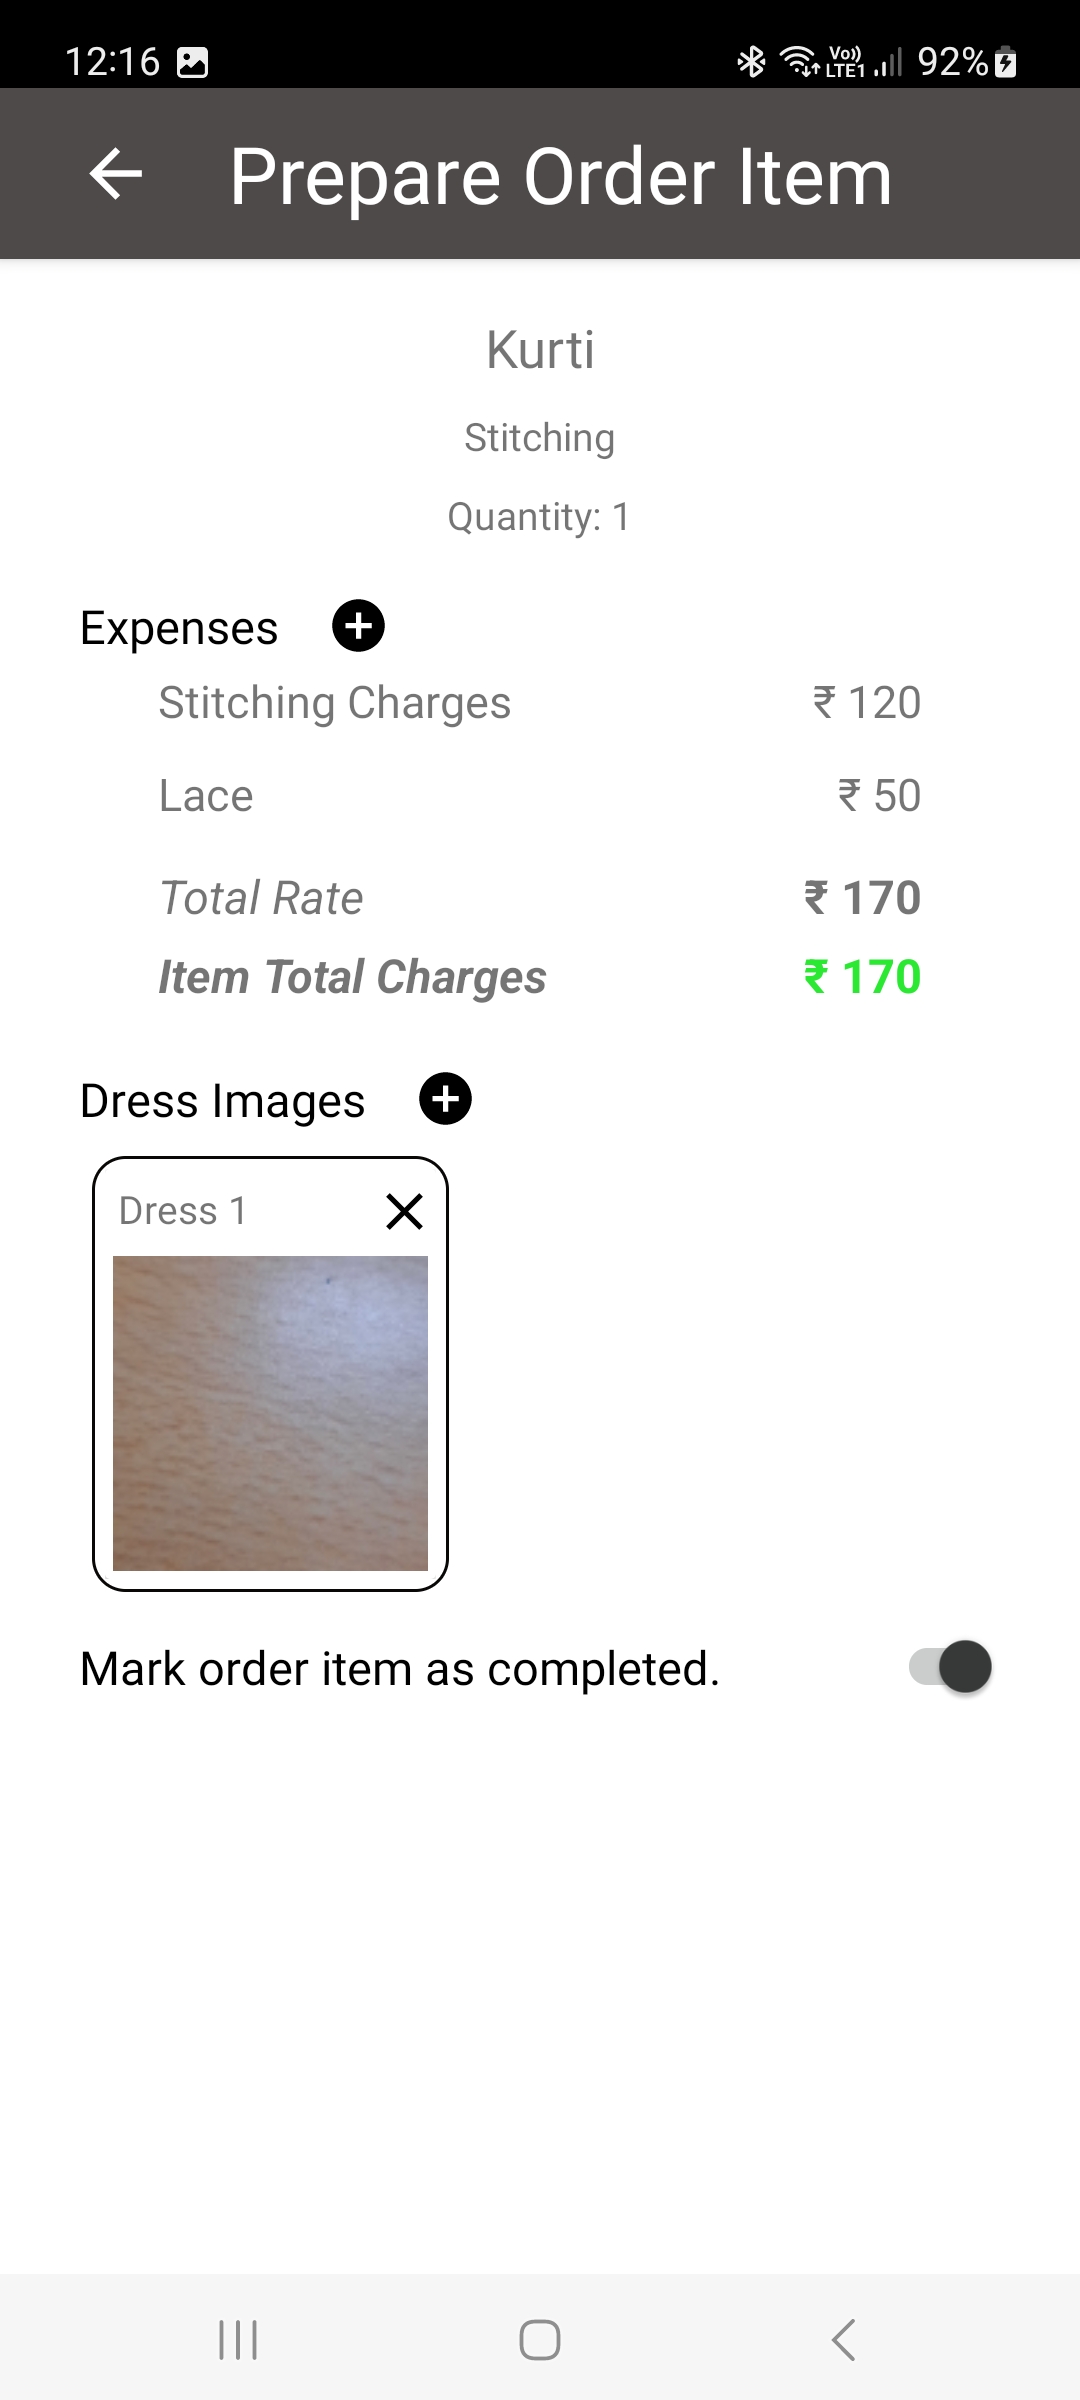 12:16 Vo)) LTE1 92%
Prepare Order Item
Kurti
Stitching
Quantity: 1
Expenses
Stitching Charges ₹ 120
Lace ₹ 50
Total Rate ₹ 170
Item Total Charges ₹ 170
Dress Images
Dress 1
Mark order item as completed.